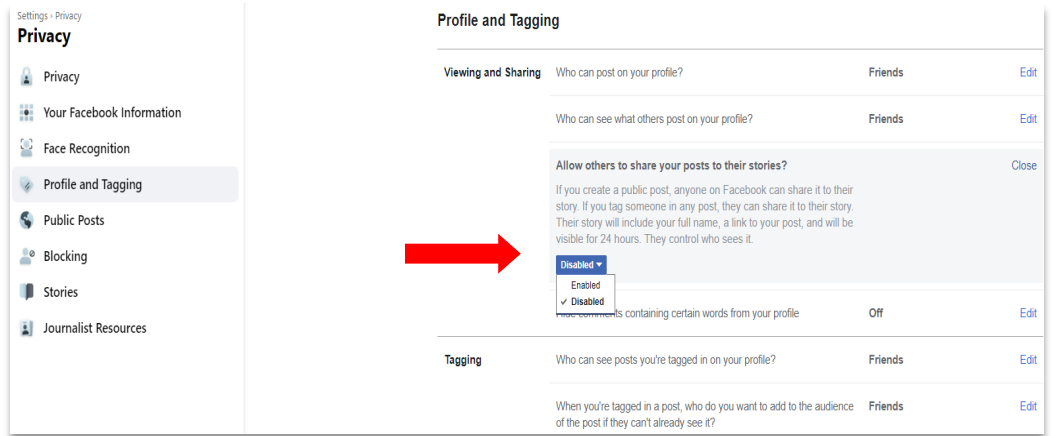 Settings › Privacy
Privacy
Privacy
Your Facebook Information
Face Recognition
Profile and Tagging
Public Posts
Blocking
Stories
Journalist Resources
Profile and Tagging
Viewing and Sharing Who can post on your profile? Friends Edit
Who can see what others post on your profile? Friends Edit
Allow others to share your posts to their stories? Close
If you create a public post, anyone on Facebook can share it to their
story. If you tag someone in any post, they can share it to their story.
Their story will include your full name, a link to your post, and will be
visible for 24 hours. They control who sees it.
Disabled
Enabled
✓ Disabled
comments containing certain words from your profile Off Edit
Tagging Who can see posts you're tagged in on your profile? Friends Edit
When you're tagged in a post, who do you want to add to the audience Friends Edit
of the post if they can't already see it?